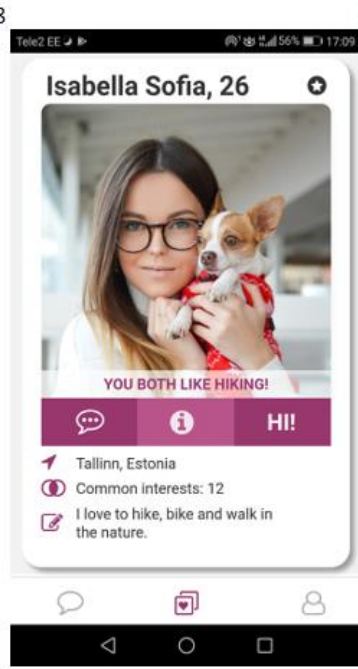 3
Tele2 EE 56% 17:09
Isabella Sofia, 26
YOU BOTH LIKE HIKING!
HI!
Tallinn, Estonia
Common interests: 12
I love to hike, bike and walk in
the nature.